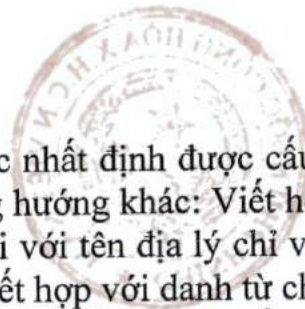 c nhất định được cấu
g hướng khác: Viết h
i với tên địa lý chỉ v
ết hợp với danh từ ch